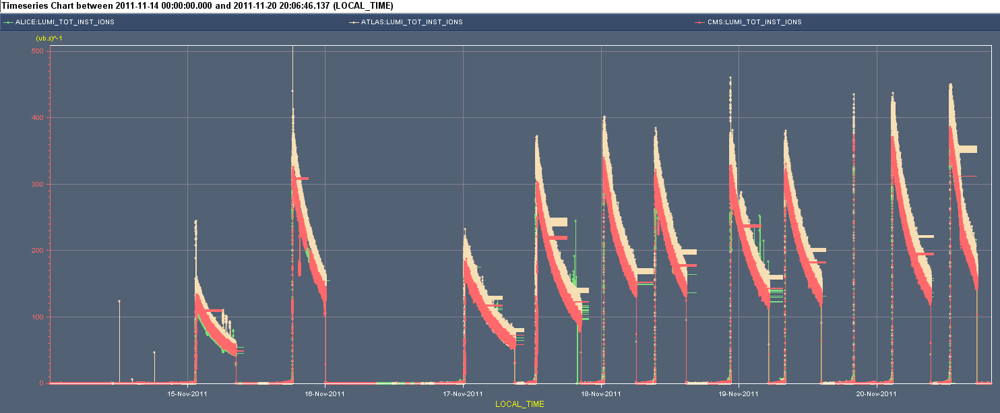 Timeseries Chart between 2011-11-14 00:00:00.000 and 2011-11-20 20:06:46.137 (LOCAL_TIME)
ALICE:LUMI_TOT_INST_IONS ATLAS:LUMI_TOT_INST_IONS CMS:LUMI_TOT_INST_IONS
(ub.s)^-1
500
400
300
200
100
0
15-Nov-2011 16-Nov-2011 17-Nov-2011 18-Nov-2011 19-Nov-2011 20-Nov-2011
LOCAL_TIME